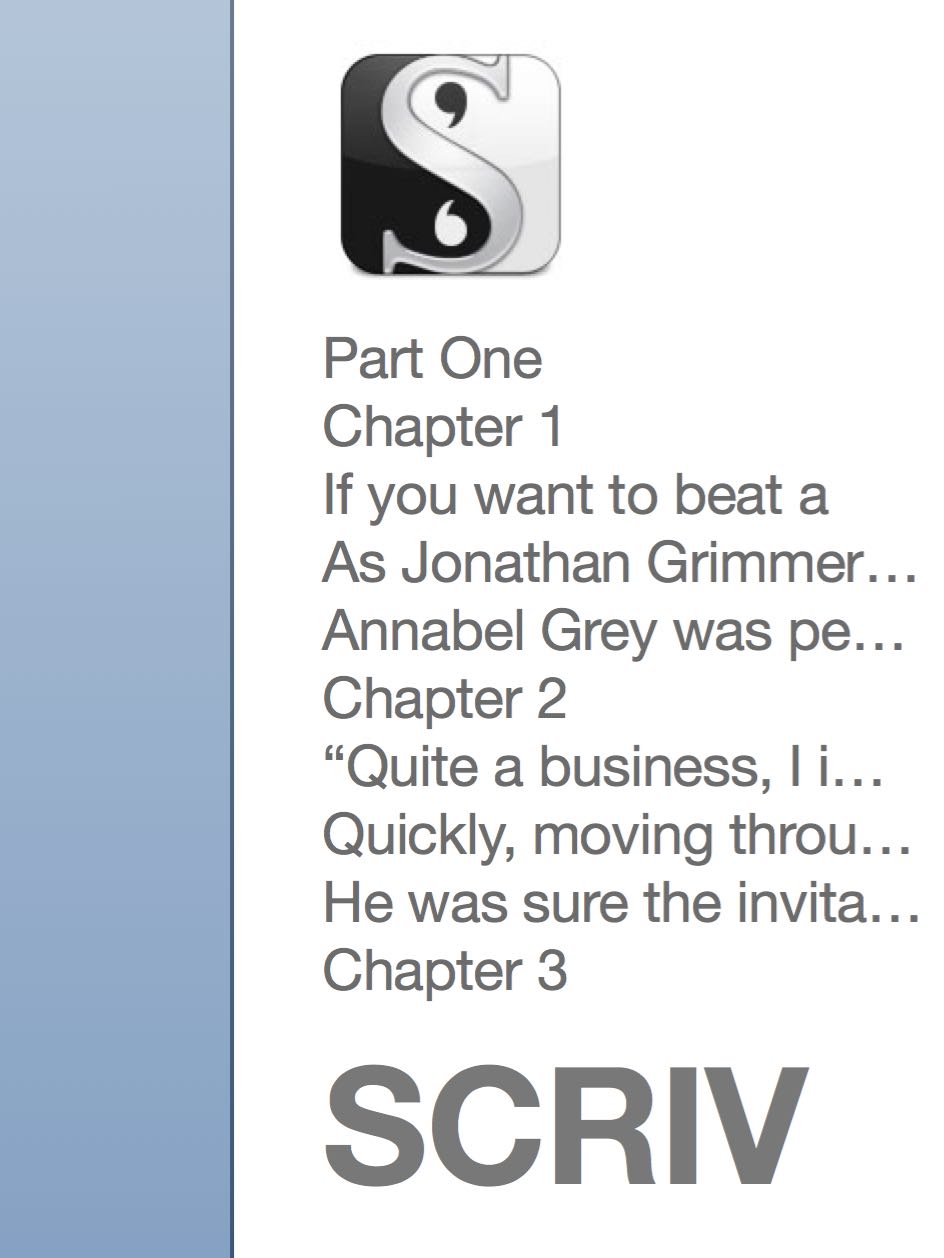 Part One
Chapter 1
If you want to beat a
As Jonathan Grimmer…
Annabel Grey was pe…
Chapter 2
“Quite a business, I i…
Quickly, moving throu…
He was sure the invita…
Chapter 3
SCRIV